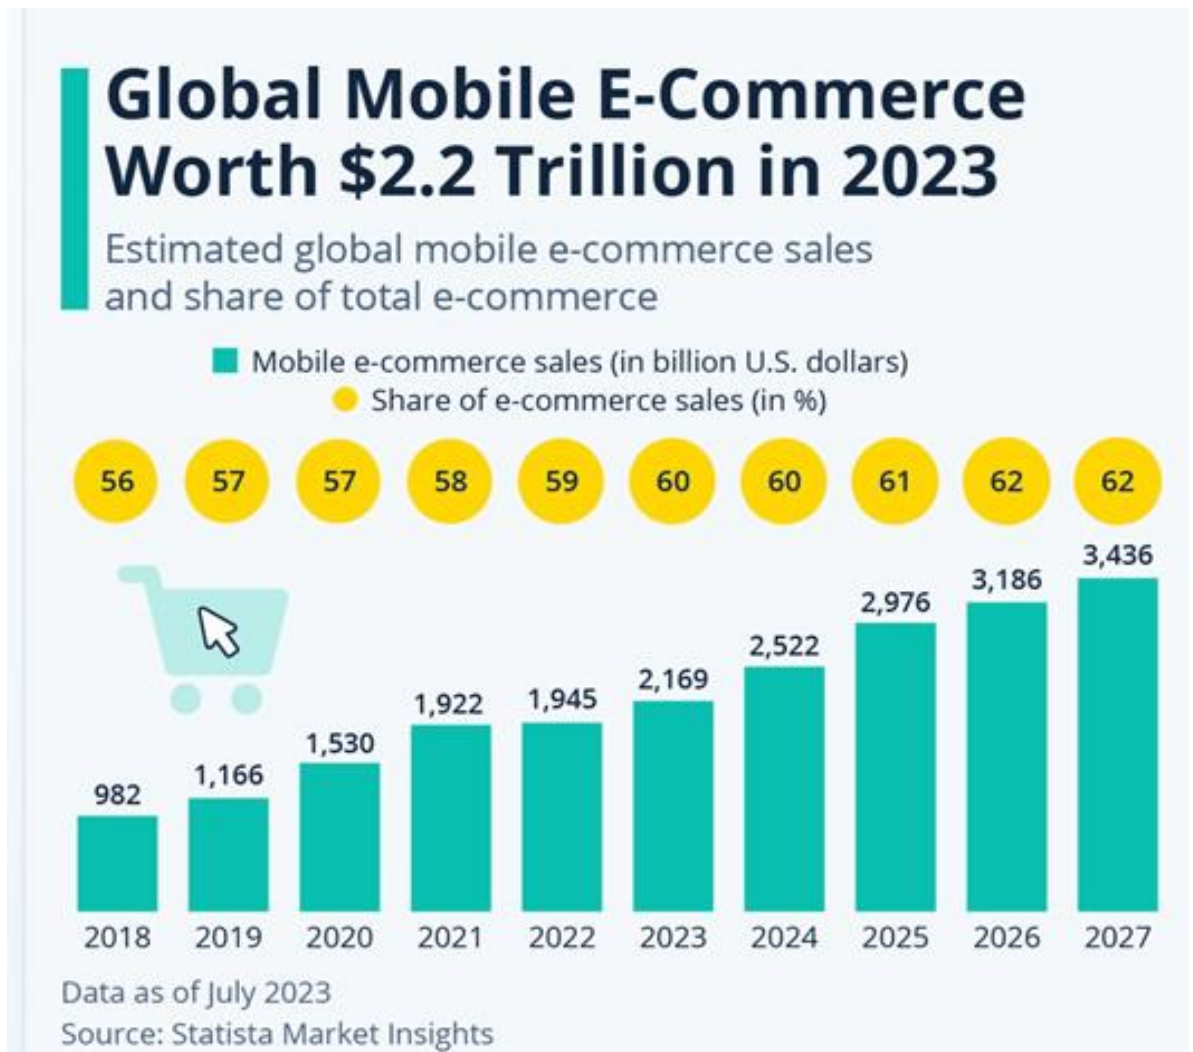 Global Mobile E-Commerce
Worth $2.2 Trillion in 2023
Estimated global mobile e-commerce sales
and share of total e-commerce
Mobile e-commerce sales (in billion U.S. dollars)
Share of e-commerce sales (in %)
56 57 57 58 59 60 60 61 62 62
982 1,166 1,530 1,922 1,945 2,169 2,522 2,976 3,186 3,436
2018 2019 2020 2021 2022 2023 2024 2025 2026 2027
Data as of July 2023
Source: Statista Market Insights